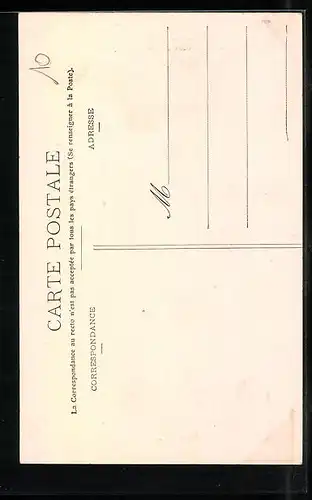 10
CARTE POSTALE
La Correspondance au recto n'est pas acceptée par tous les pays étrangers (Se renseigner à la Poste).
CORRESPONDANCE
ADRESSE
M